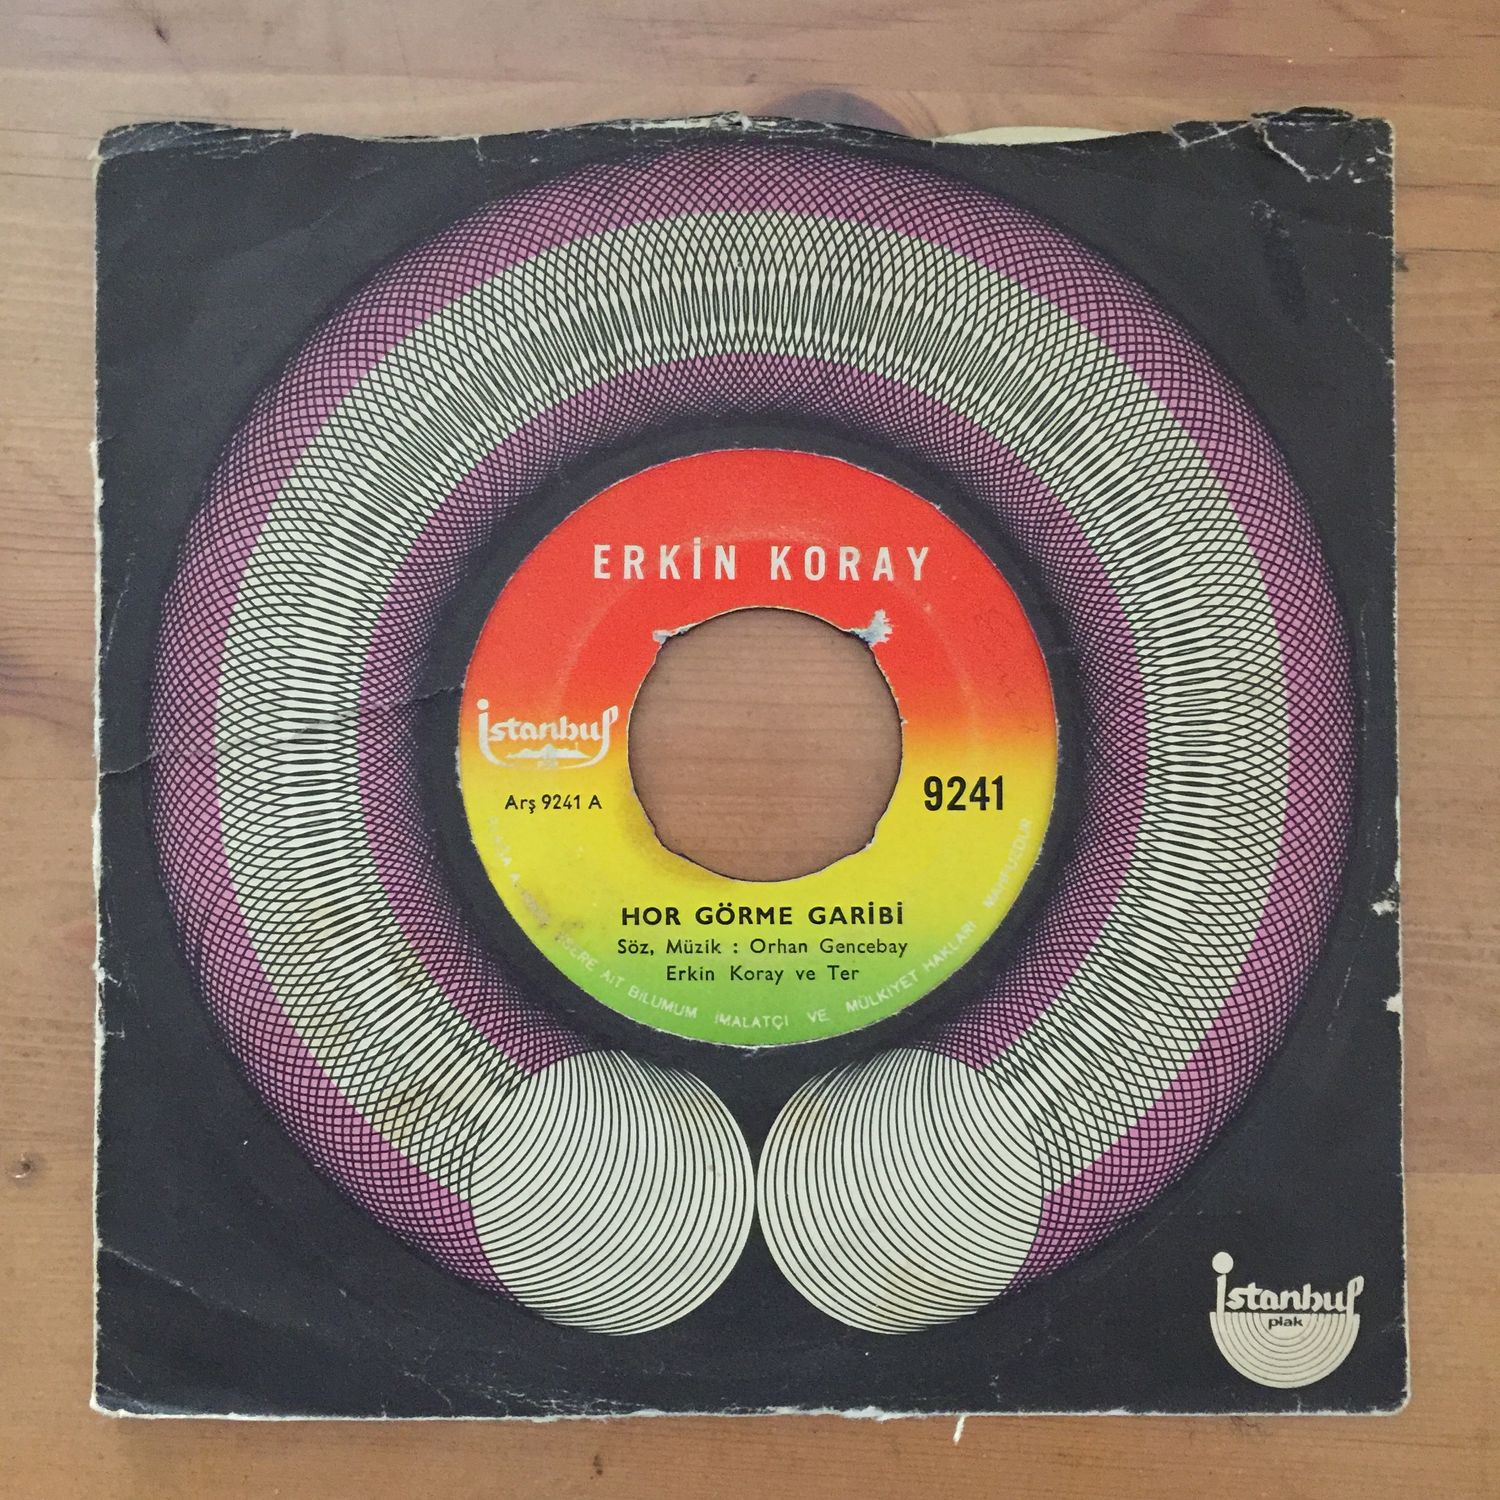 ERKİN KORAY
İstanbul
Arş 9241 A
9241
HOR GÖRME GARİBİ
Söz, Müzik : Orhan Gencebay
Erkin Koray ve Ter
AİT BİLUMUM İMALATÇI VE MÜLKİYET HAKLARI MAHFUSDUR
İstanbul
plak